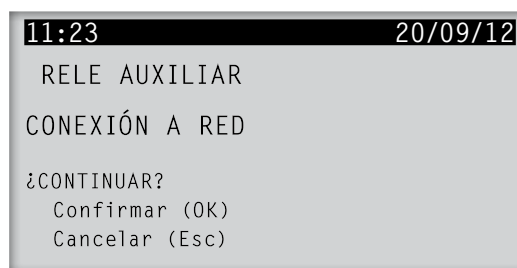 11:23 20/09/12
RELE AUXILIAR
CONEXIÓN A RED
¿CONTINUAR?
Confirmar (OK)
Cancelar (Esc)